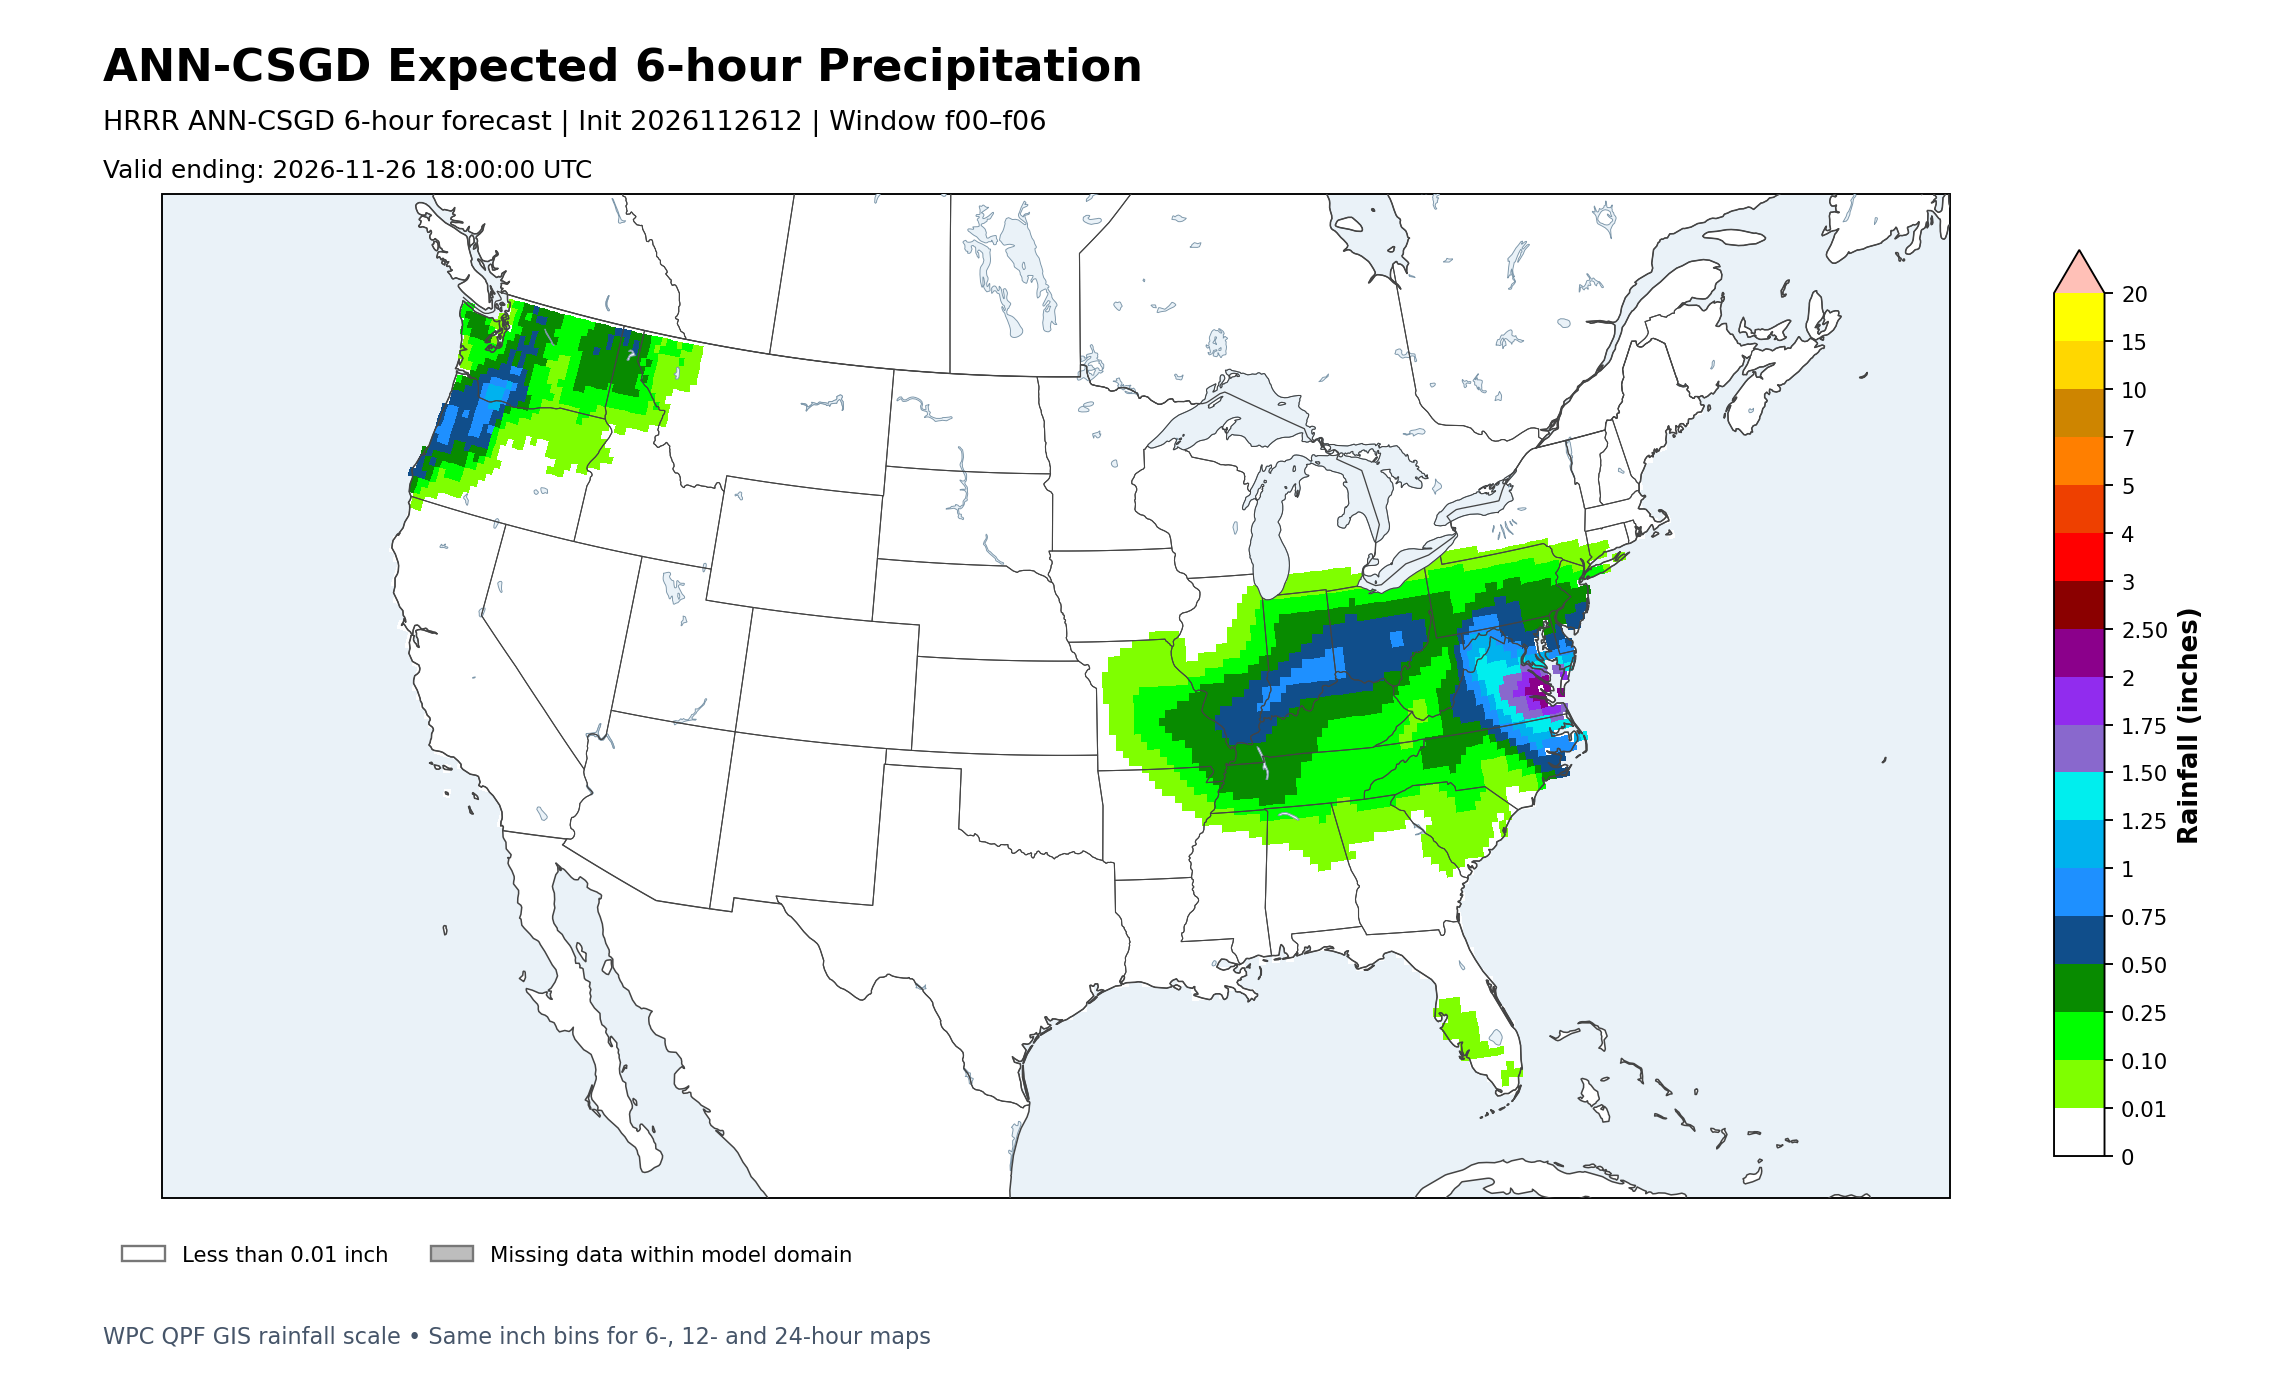 ANN-CSGD Expected 6-hour Precipitation
HRRR ANN-CSGD 6-hour forecast | Init 2026112612 | Window f00–f06
Valid ending: 2026-11-26 18:00:00 UTC
20
15
10
7
5
4
3
2.50
2
1.75
1.50
1.25
1
0.75
0.50
0.25
0.10
0.01
0
Rainfall (inches)
Less than 0.01 inch
Missing data within model domain
WPC QPF GIS rainfall scale • Same inch bins for 6-, 12- and 24-hour maps